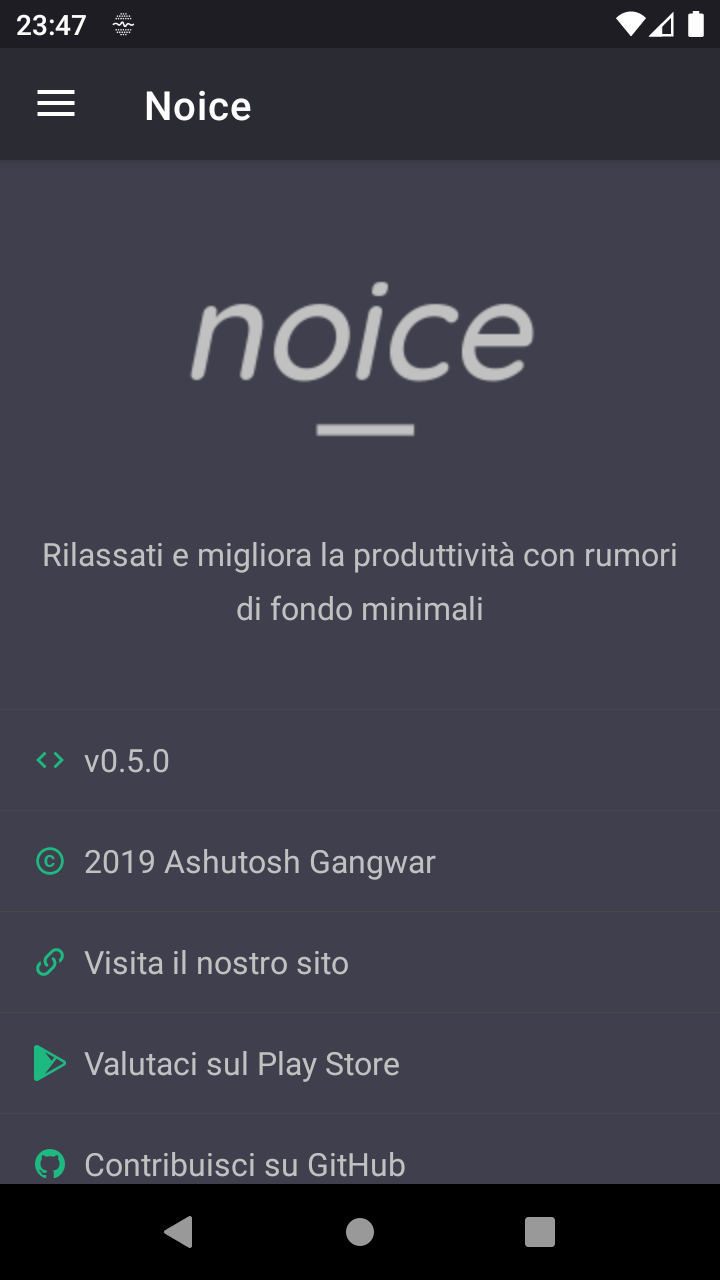 23:47
Noice
noice
Rilassati e migliora la produttività con rumori
di fondo minimali
v0.5.0
2019 Ashutosh Gangwar
Visita il nostro sito
Valutaci sul Play Store
Contribuisci su GitHub